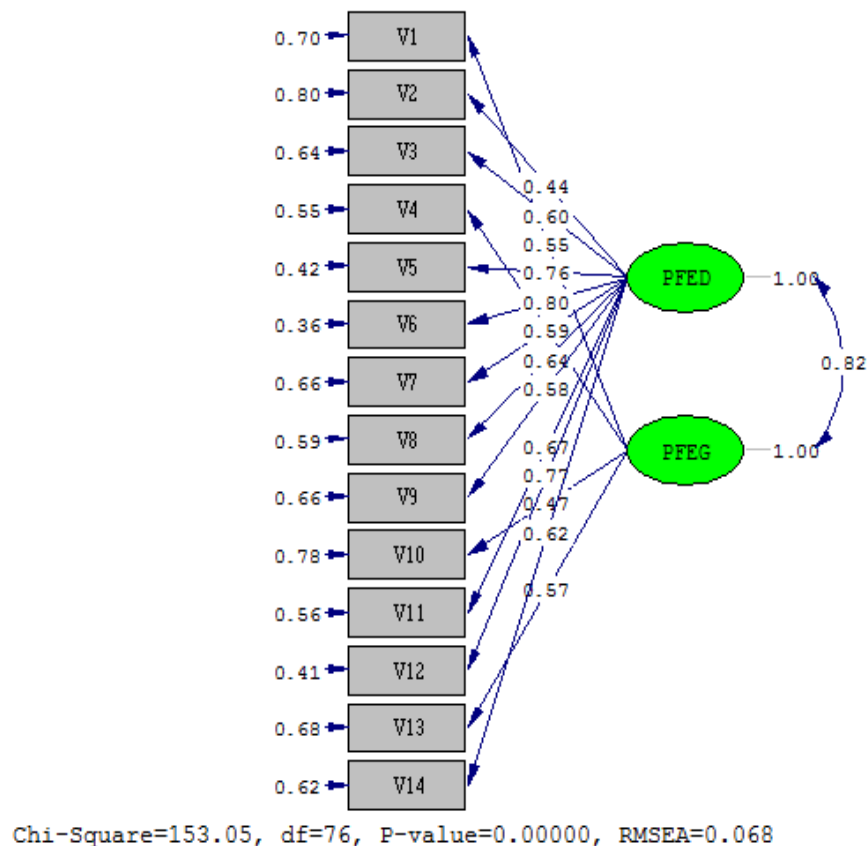 0.70 V1
0.80 V2
0.64 V3
0.44
0.55 V4
0.60
0.55
0.42 V5
0.76
PFED 1.00
0.36 V6
0.80
0.59
0.66 V7
0.64
0.58
0.82
0.59 V8
0.67
PFEG 1.00
0.66 V9
0.77
0.47
0.78 V10
0.62
0.56 V11
0.57
0.41 V12
0.68 V13
0.62 V14
Chi-Square=153.05, df=76, P-value=0.00000, RMSEA=0.068